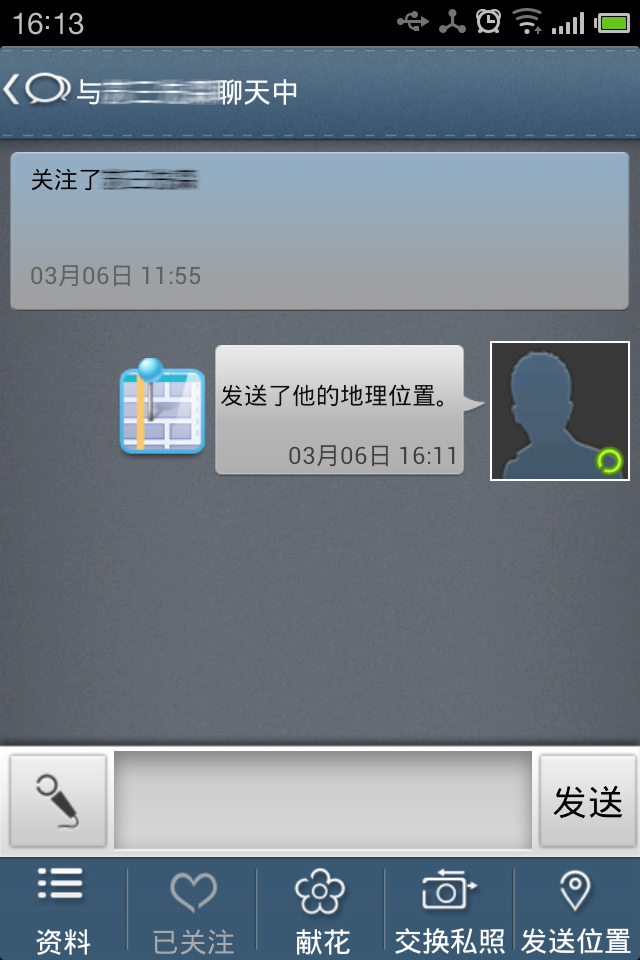 16:13
与聊天中
关注了
03月06日 11:55
发送了他的地理位置。
03月06日 16:11
发送
资料
已关注
献花
交换私照
发送位置